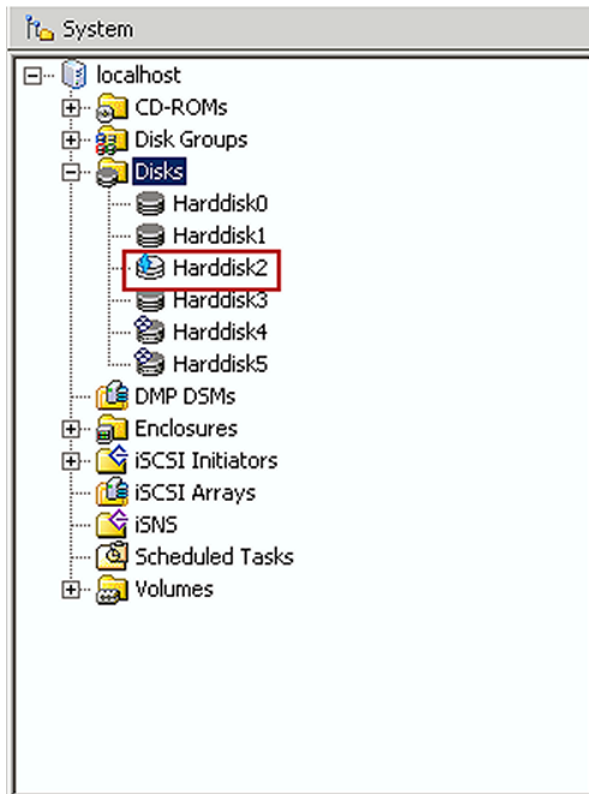 System
localhost
CD-ROMs
Disk Groups
Disks
Harddisk0
Harddisk1
Harddisk2
Harddisk3
Harddisk4
Harddisk5
DMP DSMs
Enclosures
iSCSI Initiators
iSCSI Arrays
iSNS
Scheduled Tasks
Volumes